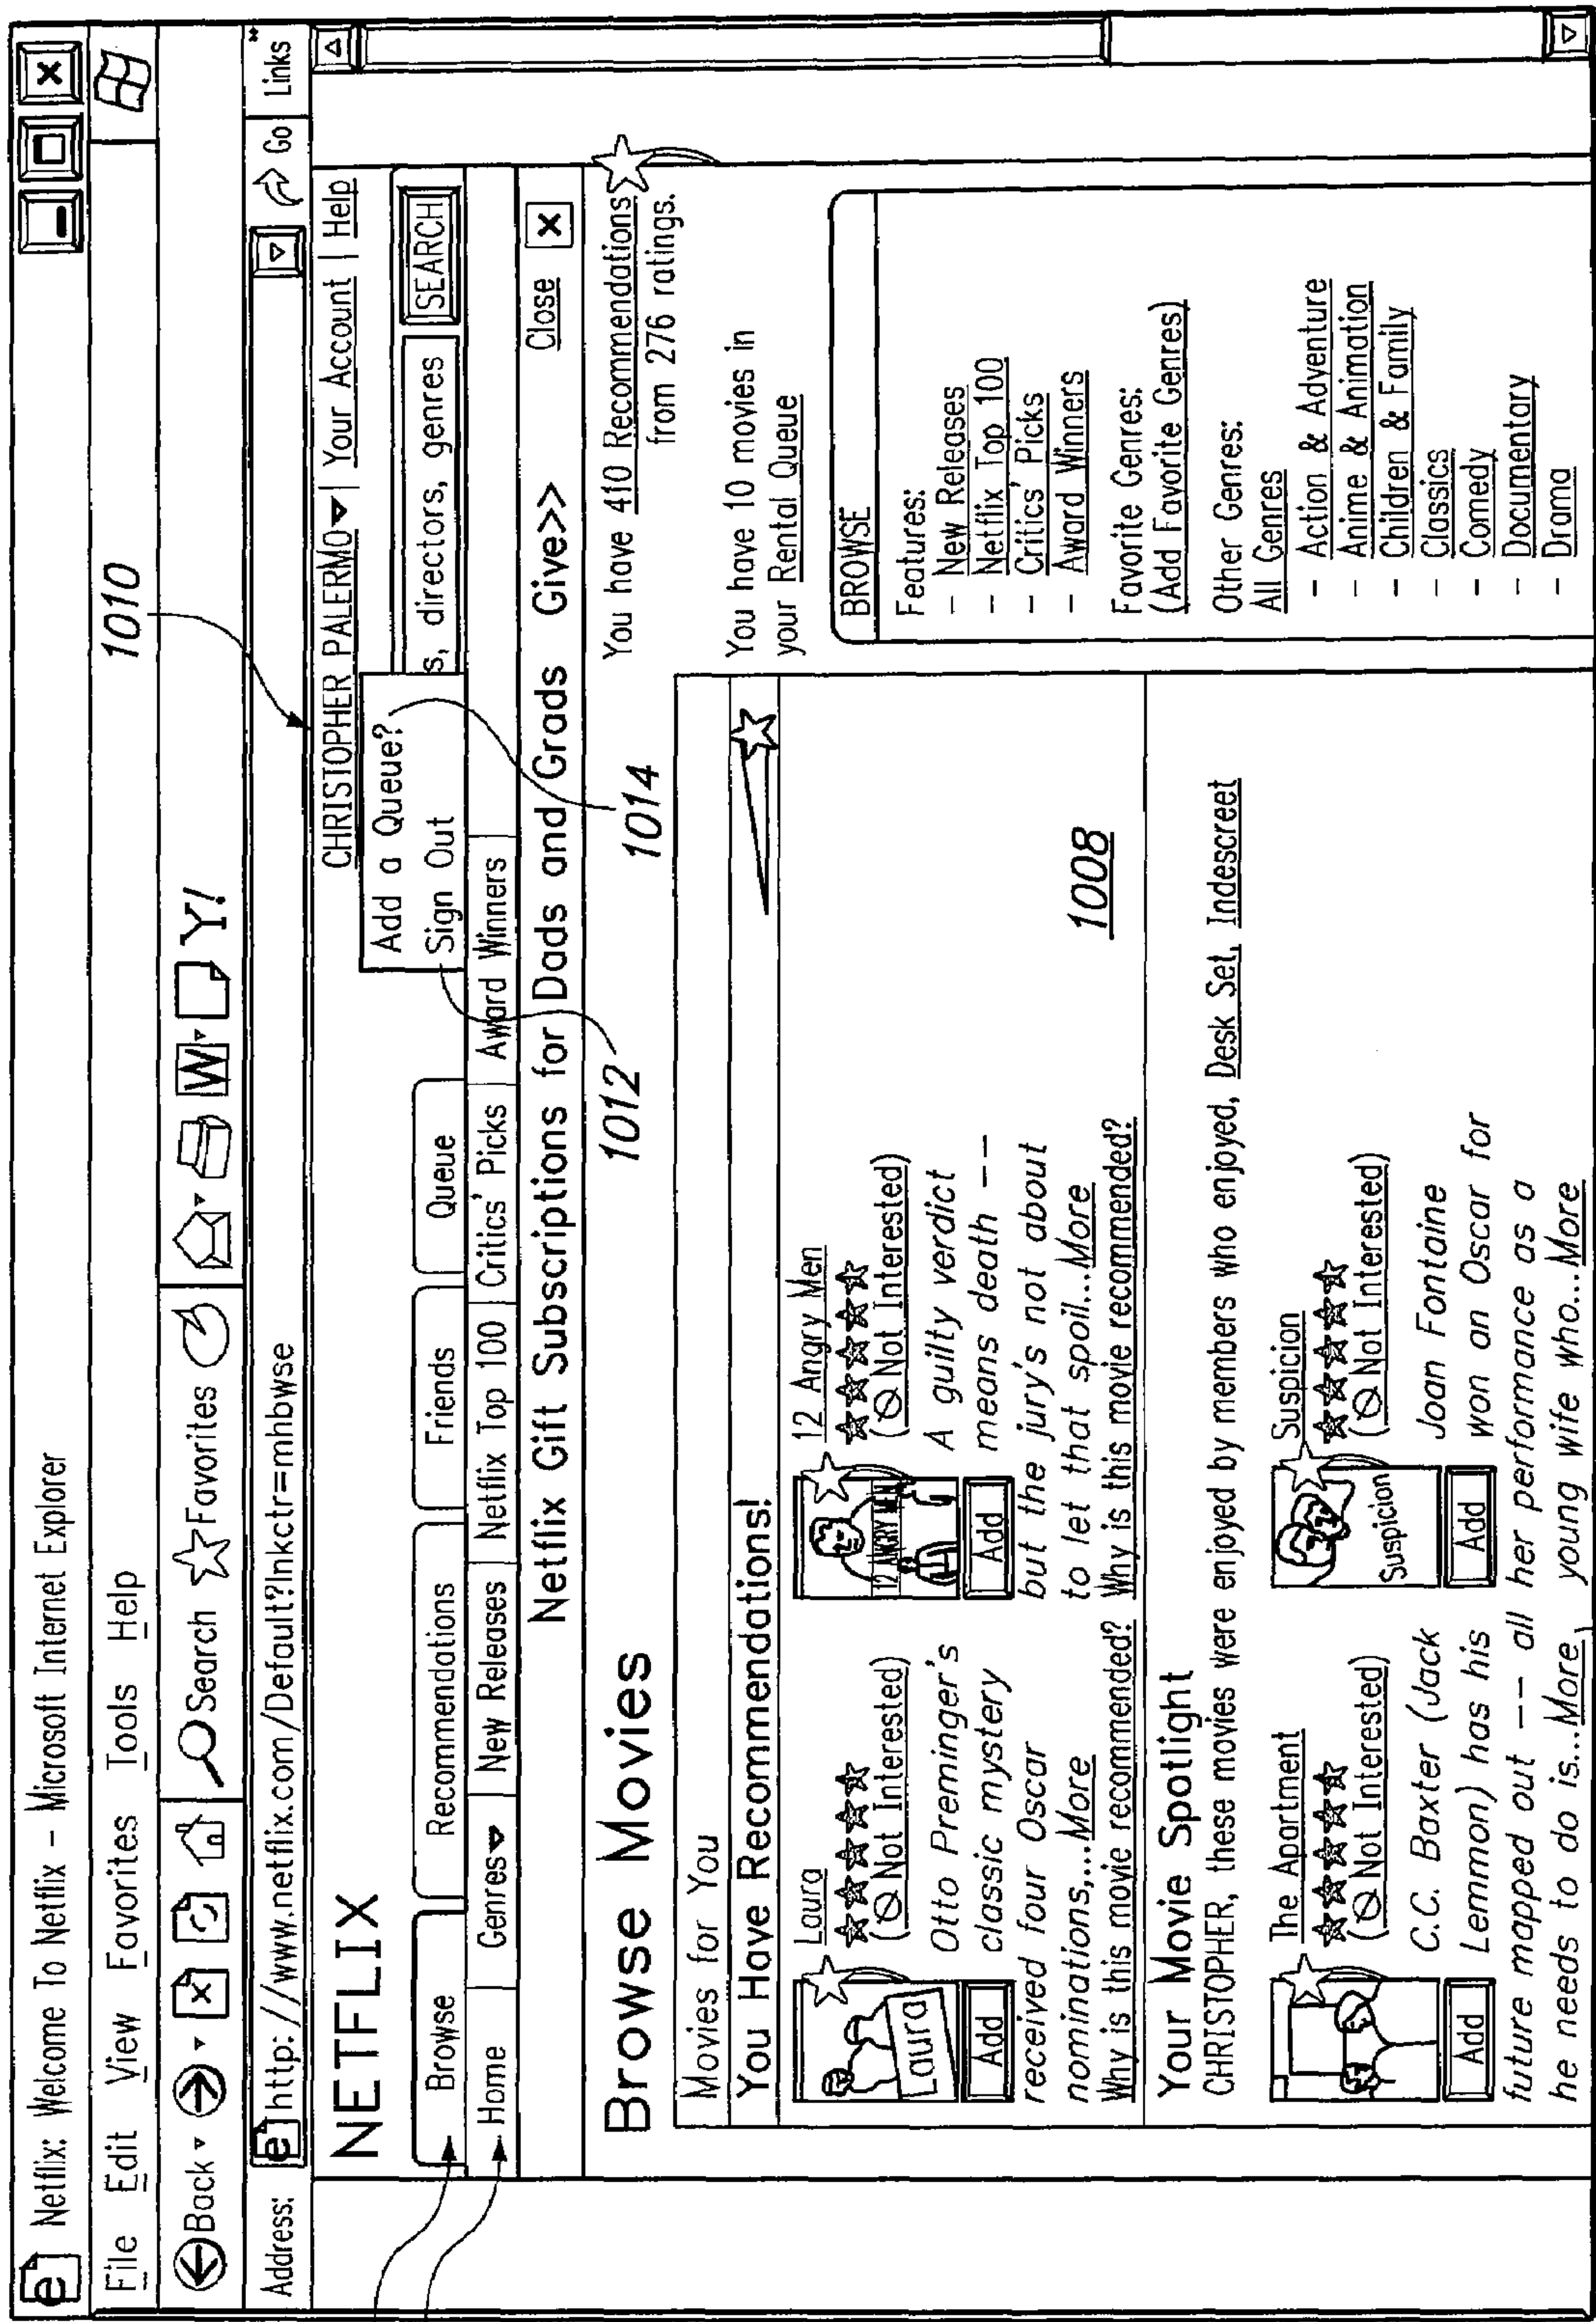 Netflix: Welcome To Netflix - Microsoft Internet Explorer
File Edit View Favorites Tools Help
1010
Back Search Favorites W Y!
Address: http://www.netflix.com/Default?lnkctr=mhbwse Go Links
NETFLIX
CHRISTOPHER PALERMO | Your Account | Help
Add a Queue?
Sign Out
Browse Recommendations Friends Queue
s, directors, genres SEARCH
Home Genres New Releases Netflix Top 100 Critics' Picks Award Winners
Netflix Gift Subscriptions for Dads and Grads Give>> Close
Browse Movies
1012
1014
You have 410 Recommendations
from 276 ratings.
Movies for You
You Have Recommendations!
You have 10 movies in
your Rental Queue
Laura
Laura
(Not Interested)
Add
Otto Preminger's
classic mystery
received four Oscar
nominations,...More
Why is this movie recommended?
12 ANGRY MEN
12 Angry Men
(Not Interested)
Add
A guilty verdict
means death --
but the jury's not about
to let that spoil...More
Why is this movie recommended?
1008
Your Movie Spotlight
CHRISTOPHER, these movies were enjoyed by members who enjoyed, Desk Set, Indescreet
The Apartment
(Not Interested)
Add
C.C. Baxter (Jack
Lemmon) has his
future mapped out -- all
he needs to do is...More
Suspicion
Suspicion
(Not Interested)
Add
Joan Fontaine
won an Oscar for
her performance as a
young wife who...More
BROWSE
Features:
- New Releases
- Netflix Top 100
- Critics' Picks
- Award Winners
Favorite Genres:
(Add Favorite Genres)
Other Genres:
All Genres
- Action & Adventure
- Anime & Animation
- Children & Family
- Classics
- Comedy
- Documentary
- Drama